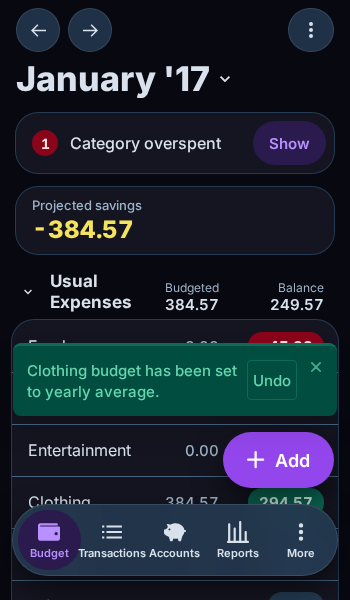 January '17
1 Category overspent Show
Projected savings
-384.57
Usual Expenses
Budgeted
384.57
Balance
249.57
Clothing budget has been set
to yearly average.
Undo
Entertainment 0.00
Add
Clothing 384.57 294.57
Budget Transactions Accounts Reports More